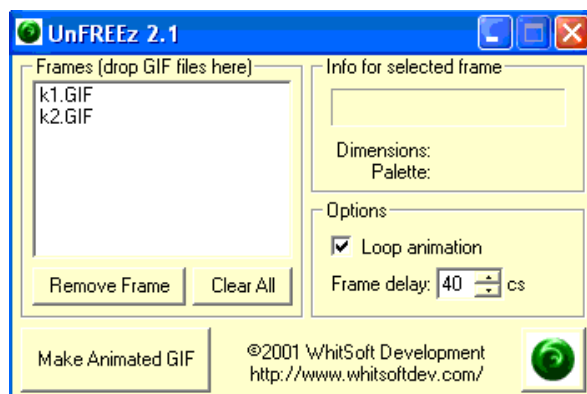 UnFREEz 2.1
Frames (drop GIF files here)
k1.GIF
k2.GIF
Remove Frame
Clear All
Info for selected frame
Dimensions:
Palette:
Options
Loop animation
Frame delay: 40 cs
Make Animated GIF
©2001 WhitSoft Development
http://www.whitsoftdev.com/